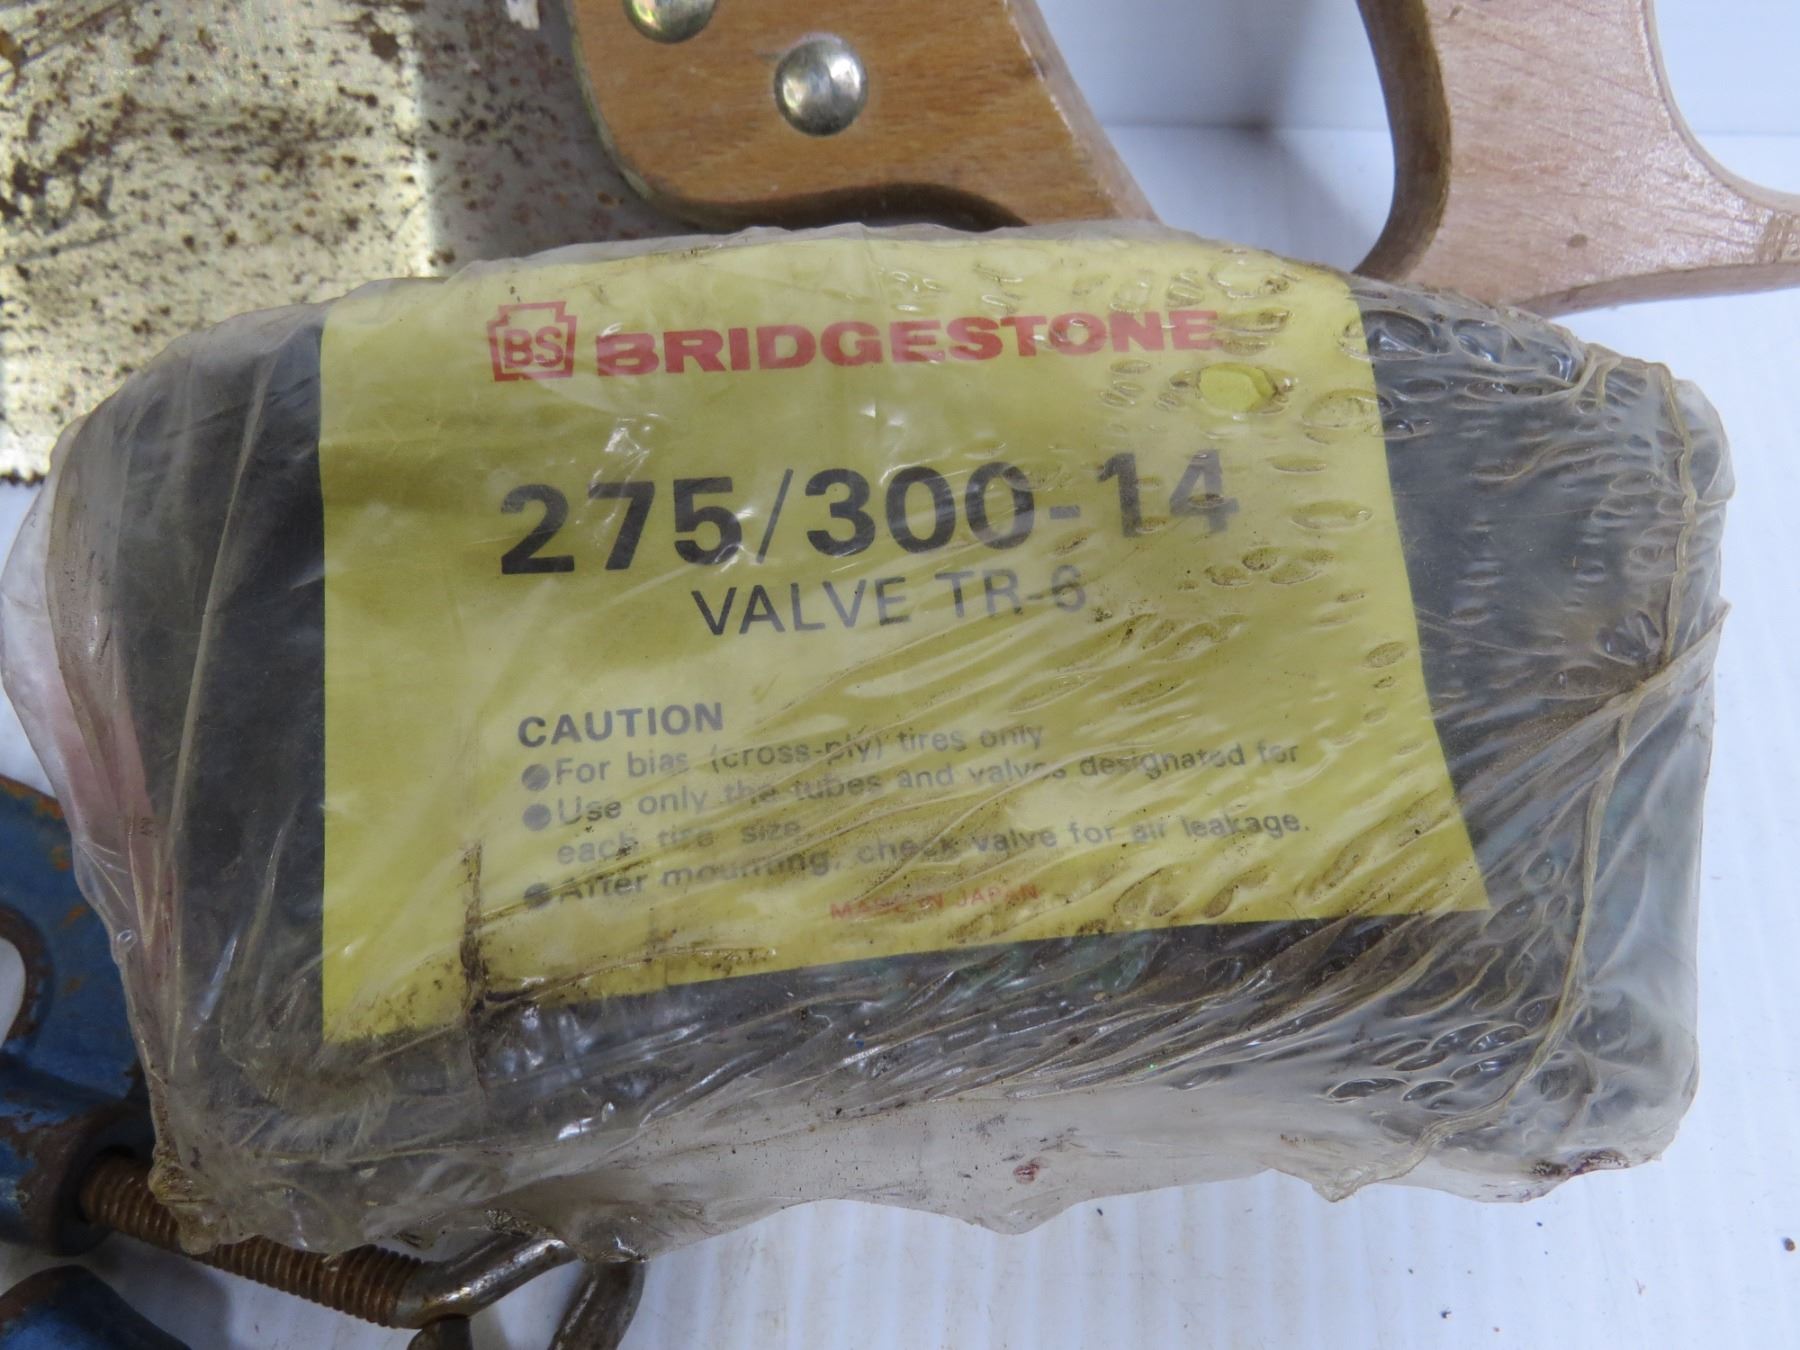 BS BRIDGESTONE
275/300-14
VALVE TR-6
CAUTION
●For bias (cross-ply) tires only
●Use only the tubes and valves designated for
each tire size.
●After mounting, check valve for air leakage.
MADE IN JAPAN